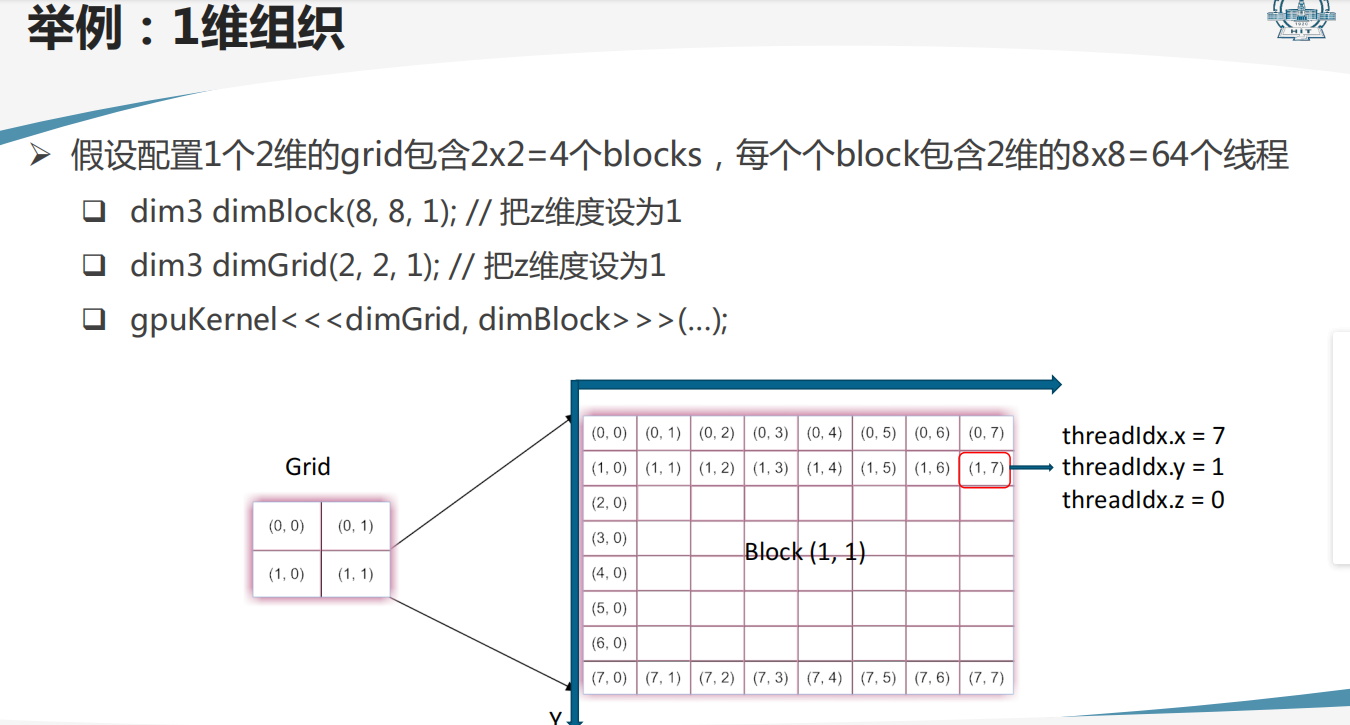 举例：1维组织
HIT
➢ 假设配置1个2维的grid包含2x2=4个blocks，每个个block包含2维的8x8=64个线程
❑ dim3 dimBlock(8, 8, 1); // 把z维度设为1
❑ dim3 dimGrid(2, 2, 1); // 把z维度设为1
❑ gpuKernel<<<dimGrid, dimBlock>>>(...);
Grid
(0, 0) (0, 1)
(1, 0) (1, 1)
(0, 0) (0, 1) (0, 2) (0, 3) (0, 4) (0, 5) (0, 6) (0, 7)
(1, 0) (1, 1) (1, 2) (1, 3) (1, 4) (1, 5) (1, 6) (1, 7)
(2, 0)
(3, 0)
Block (1, 1)
(4, 0)
(5, 0)
(6, 0)
(7, 0) (7, 1) (7, 2) (7, 3) (7, 4) (7, 5) (7, 6) (7, 7)
Y
threadIdx.x = 7
threadIdx.y = 1
threadIdx.z = 0